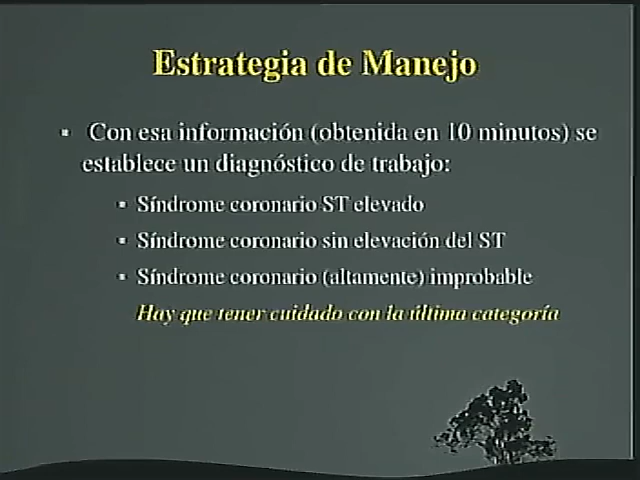 Estrategia de Manejo
▪ Con esa información (obtenida en 10 minutos) se
establece un diagnóstico de trabajo:
▪ Síndrome coronario ST elevado
▪ Síndrome coronario sin elevación del ST
▪ Síndrome coronario (altamente) improbable
Hay que tener cuidado con la última categoría